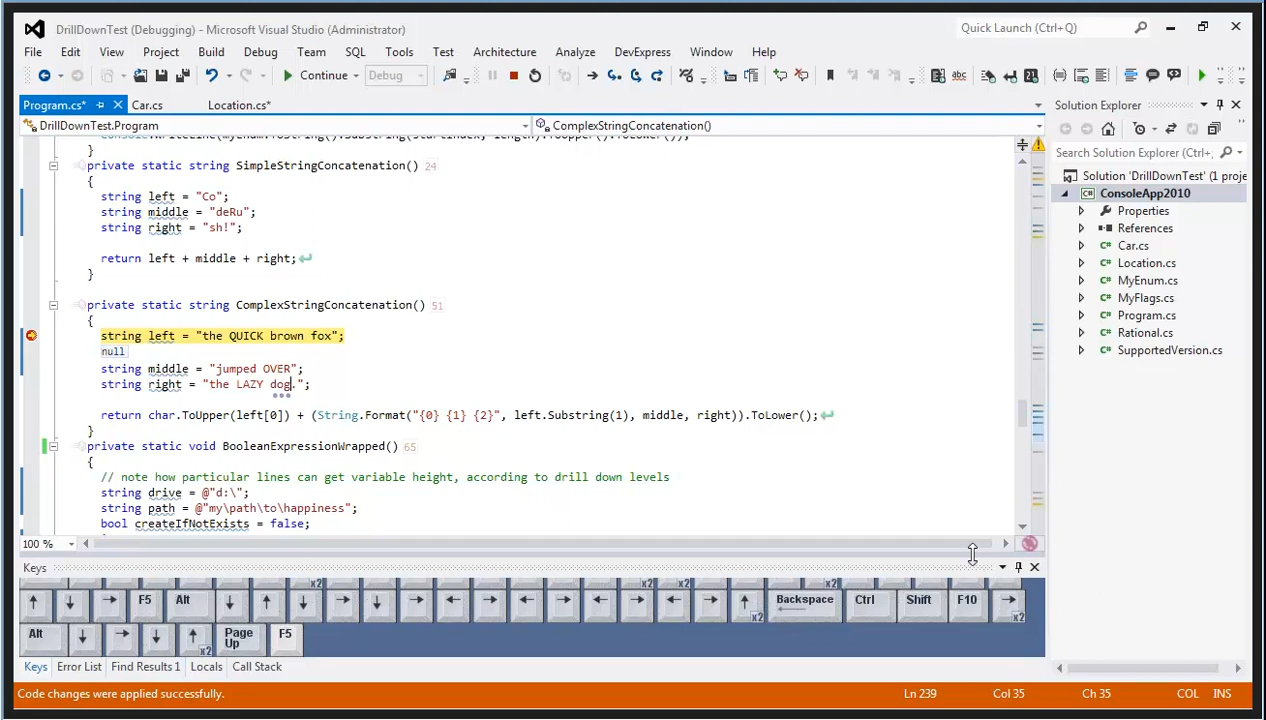 DrillDownTest (Debugging) - Microsoft Visual Studio (Administrator)
Quick Launch (Ctrl+Q)
File Edit View Project Build Debug Team SQL Tools Test Architecture Analyze DevExpress Window Help
Continue Debug abc
Program.cs* Car.cs Location.cs*
Solution Explorer
DrillDownTest.Program ComplexStringConcatenation()
}
private static string SimpleStringConcatenation() 24
{
string left = "Co";
string middle = "deRu";
string right = "sh!";
return left + middle + right;
}
private static string ComplexStringConcatenation() 51
{
string left = "the QUICK brown fox";
null
string middle = "jumped OVER";
string right = "the LAZY dog.";
return char.ToUpper(left[0]) + (String.Format("{0} {1} {2}", left.Substring(1), middle, right)).ToLower();
}
private static void BooleanExpressionWrapped() 65
{
// note how particular lines can get variable height, according to drill down levels
string drive = @"d:\";
string path = @"my\path\to\happiness";
bool createIfNotExists = false;
100 %
Search Solution Explorer (Ctrl+;
Solution 'DrillDownTest' (1 proje
C# ConsoleApp2010
Properties
References
C# Car.cs
C# Location.cs
C# MyEnum.cs
C# MyFlags.cs
C# Program.cs
C# Rational.cs
C# SupportedVersion.cs
Keys
x2 x2 x2 x2
F5 Alt x2 Backspace Ctrl Shift F10 x2
Alt x2 Page Up F5
Keys Error List Find Results 1 Locals Call Stack
Code changes were applied successfully. Ln 239 Col 35 Ch 35 COL INS